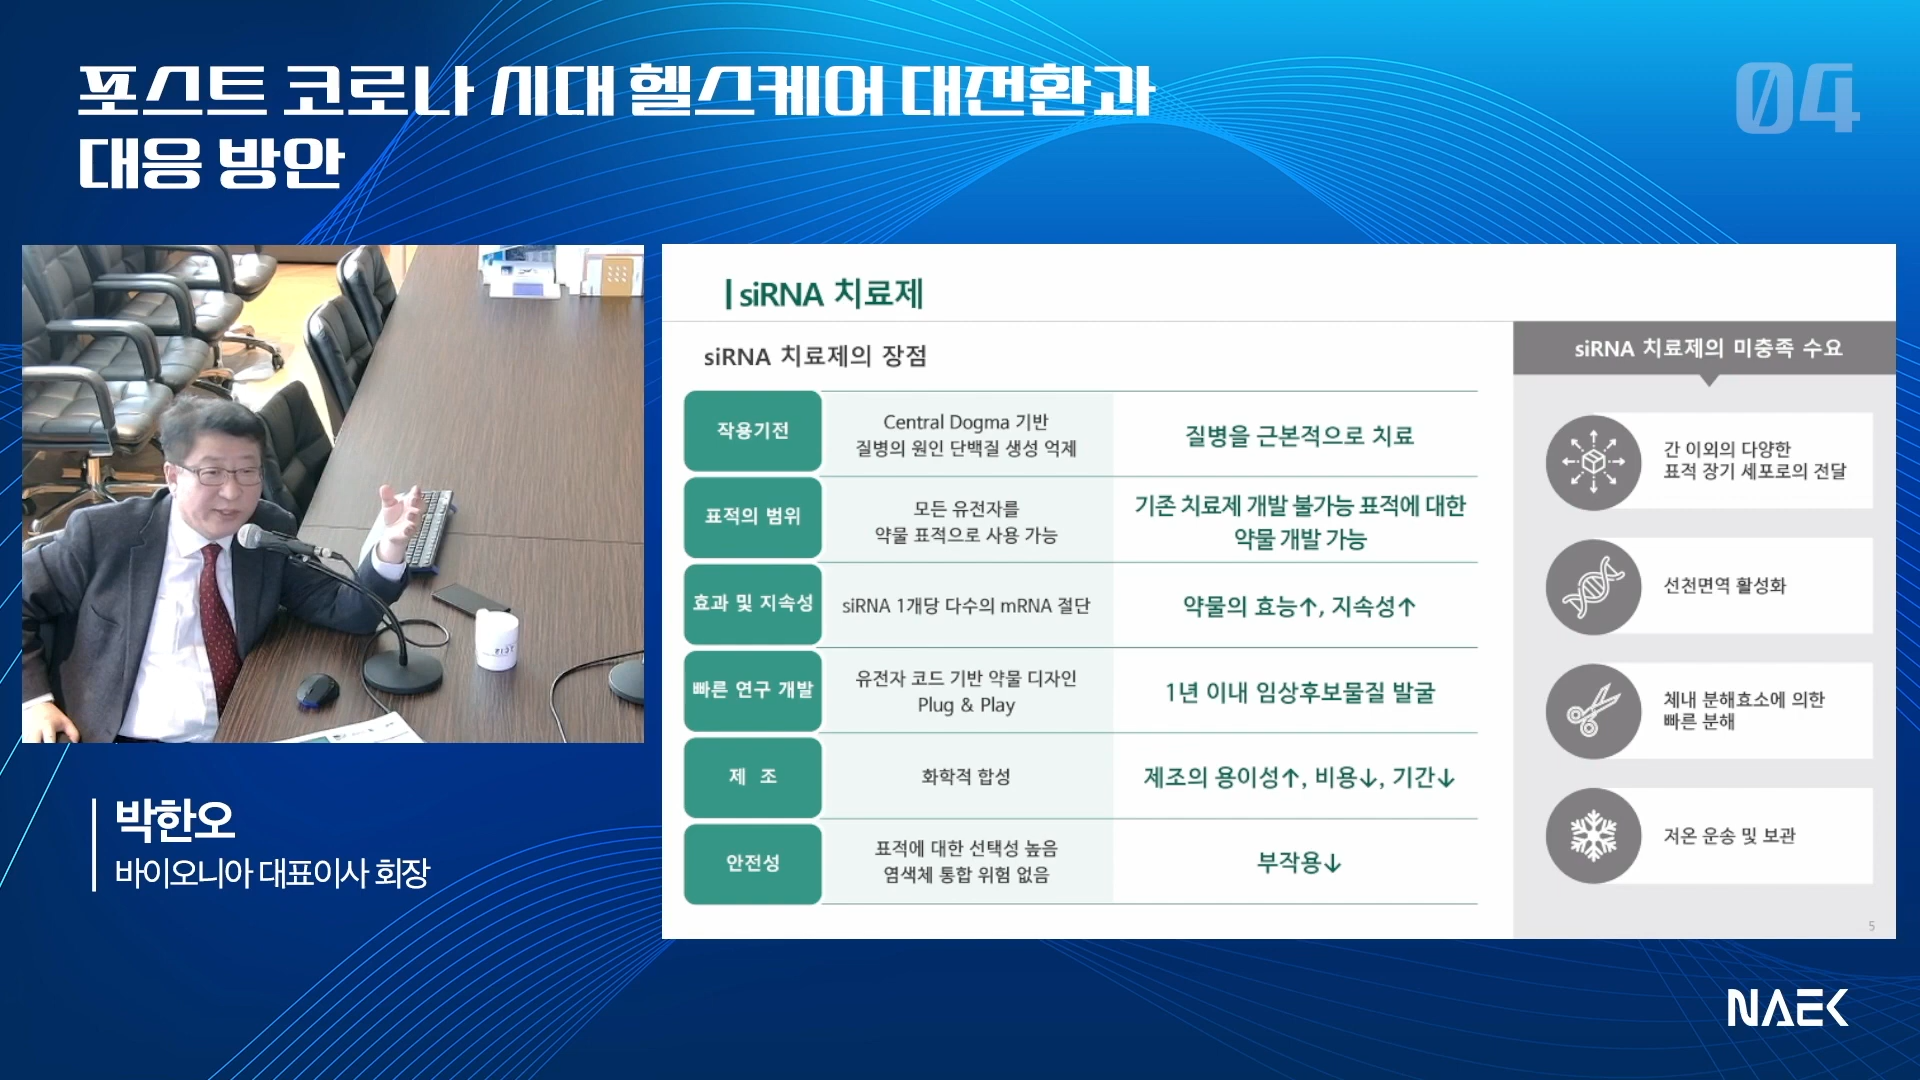 포스트 코로나 시대 헬스케어 대전환과
대응 방안
04
siRNA 치료제
siRNA 치료제의 장점
작용기전
Central Dogma 기반
질병의 원인 단백질 생성 억제
질병을 근본적으로 치료
표적의 범위
모든 유전자를
약물 표적으로 사용 가능
기존 치료제 개발 불가능 표적에 대한
약물 개발 가능
효과 및 지속성
siRNA 1개당 다수의 mRNA 절단
약물의 효능↑, 지속성↑
빠른 연구 개발
유전자 코드 기반 약물 디자인
Plug & Play
1년 이내 임상후보물질 발굴
제 조
화학적 합성
제조의 용이성↑, 비용↓, 기간↓
안전성
표적에 대한 선택성 높음
염색체 통합 위험 없음
부작용↓
siRNA 치료제의 미충족 수요
간 이외의 다양한
표적 장기 세포로의 전달
선천면역 활성화
체내 분해효소에 의한
빠른 분해
저온 운송 및 보관
5
박한오
바이오니아 대표이사 회장
NAEK